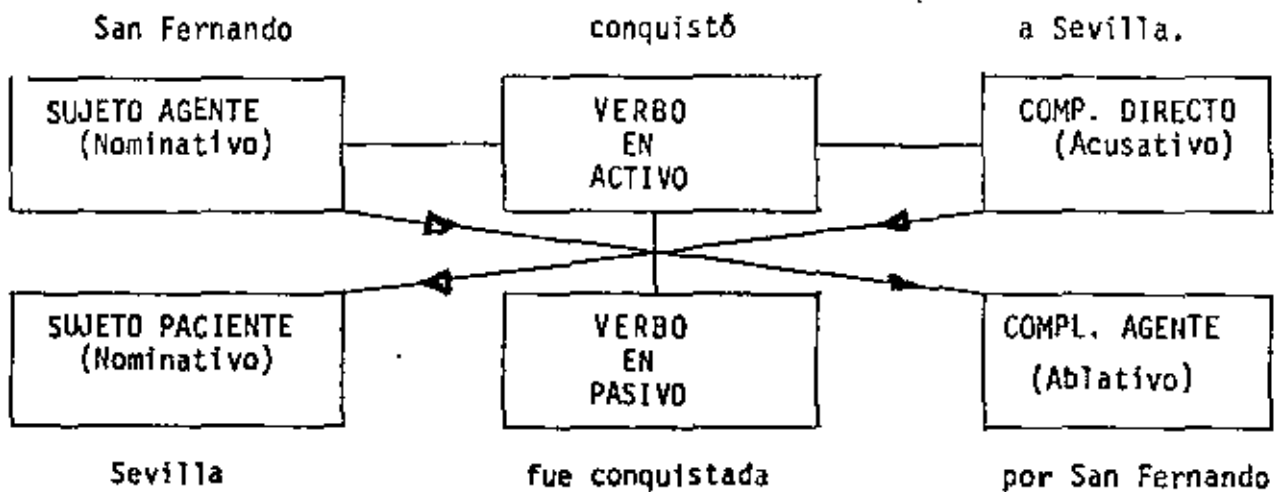 San Fernando conquistó a Sevilla.
SUJETO AGENTE
(Nominativo)
VERBO
EN
ACTIVO
COMP. DIRECTO
(Acusativo)
SUJETO PACIENTE
(Nominativo)
VERBO
EN
PASIVO
COMPL. AGENTE
(Ablativo)
Sevilla fue conquistada por San Fernando